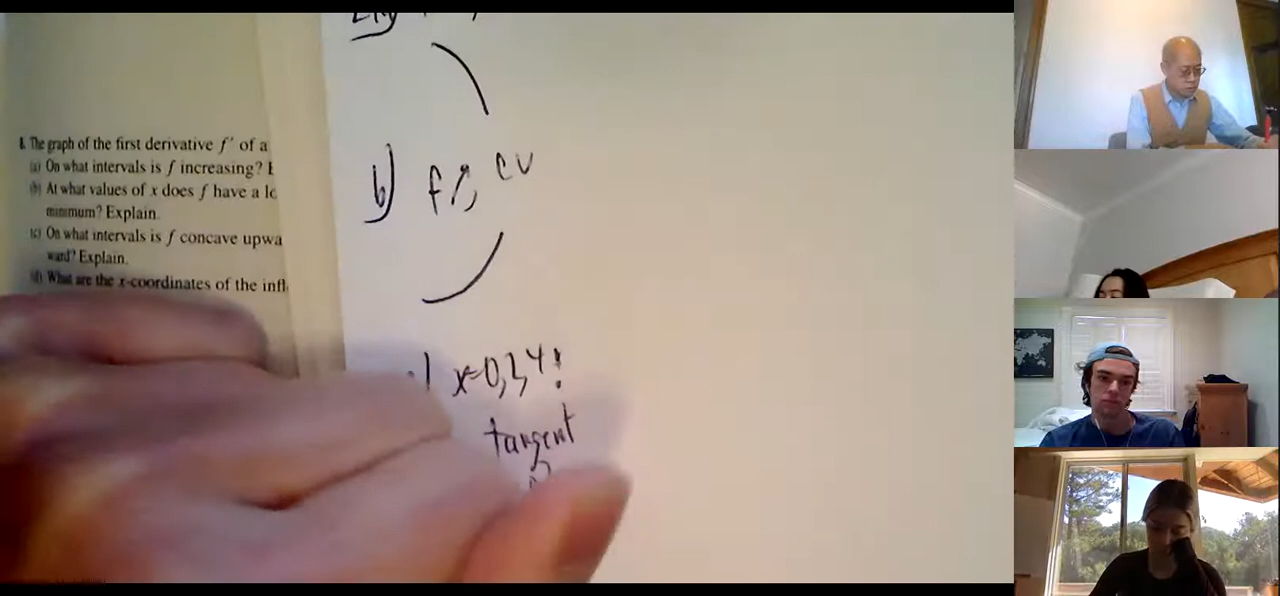 8. The graph of the first derivative f' of a
(a) On what intervals is f increasing? E
(b) At what values of x does f have a lo
minimum? Explain.
(c) On what intervals is f concave upwa
ward? Explain.
(d) What are the x-coordinates of the infl
b) f ↗, CU
x=0, 4!
tangent